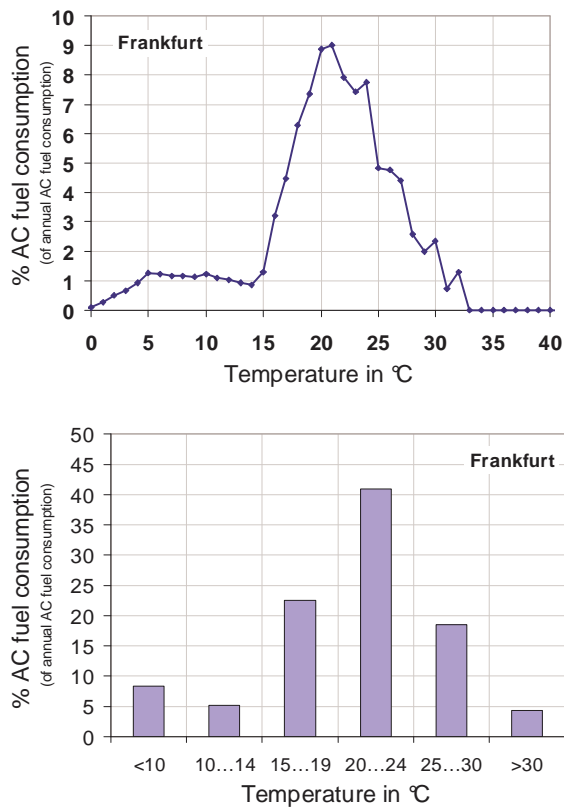 Frankfurt
% AC fuel consumption
(of annual AC fuel consumption)
10
9
8
7
6
5
4
3
2
1
0
0 5 10 15 20 25 30 35 40
Temperature in °C
Frankfurt
% AC fuel consumption
(of annual AC fuel consumption)
50
45
40
35
30
25
20
15
10
5
0
<10 10…14 15…19 20…24 25…30 >30
Temperature in °C